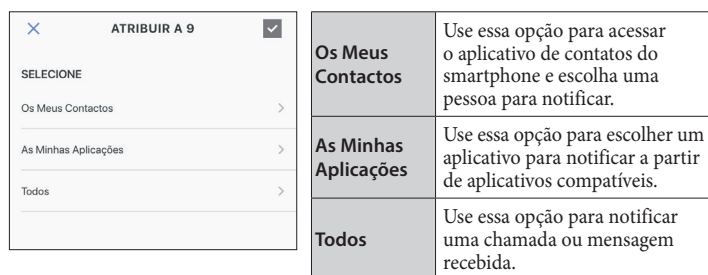 ATRIBUIR A 9
SELECIONE
Os Meus Contactos
As Minhas Aplicações
Todos
Os Meus
Contactos
Use essa opção para acessar
o aplicativo de contatos do
smartphone e escolha uma
pessoa para notificar.
As Minhas
Aplicações
Use essa opção para escolher um
aplicativo para notificar a partir
de aplicativos compatíveis.
Todos
Use essa opção para notificar
uma chamada ou mensagem
recebida.